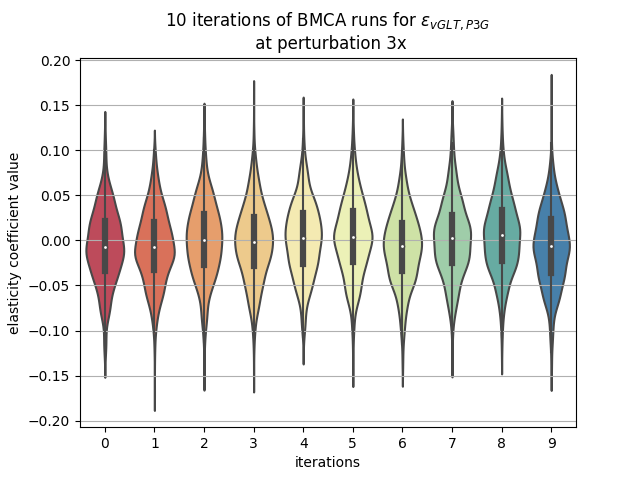 10 iterations of BMCA runs for ε_{vGLT,P3G}
at perturbation 3x
elasticity coefficient value
0.20
0.15
0.10
0.05
0.00
−0.05
−0.10
−0.15
−0.20
0 1 2 3 4 5 6 7 8 9
iterations